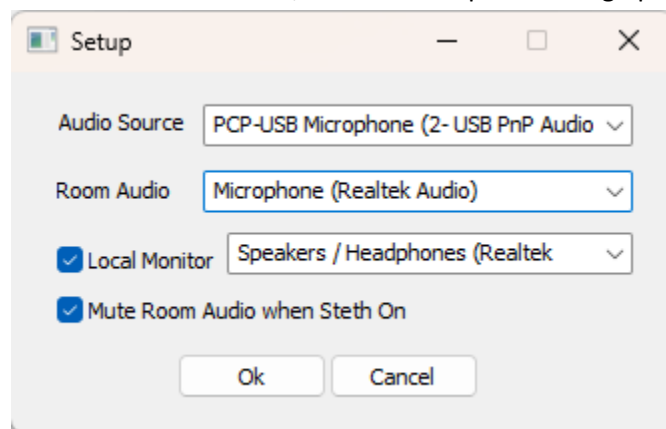 Setup
Audio Source PCP-USB Microphone (2- USB PnP Audio
Room Audio Microphone (Realtek Audio)
Local Monitor Speakers / Headphones (Realtek
Mute Room Audio when Steth On
Ok Cancel